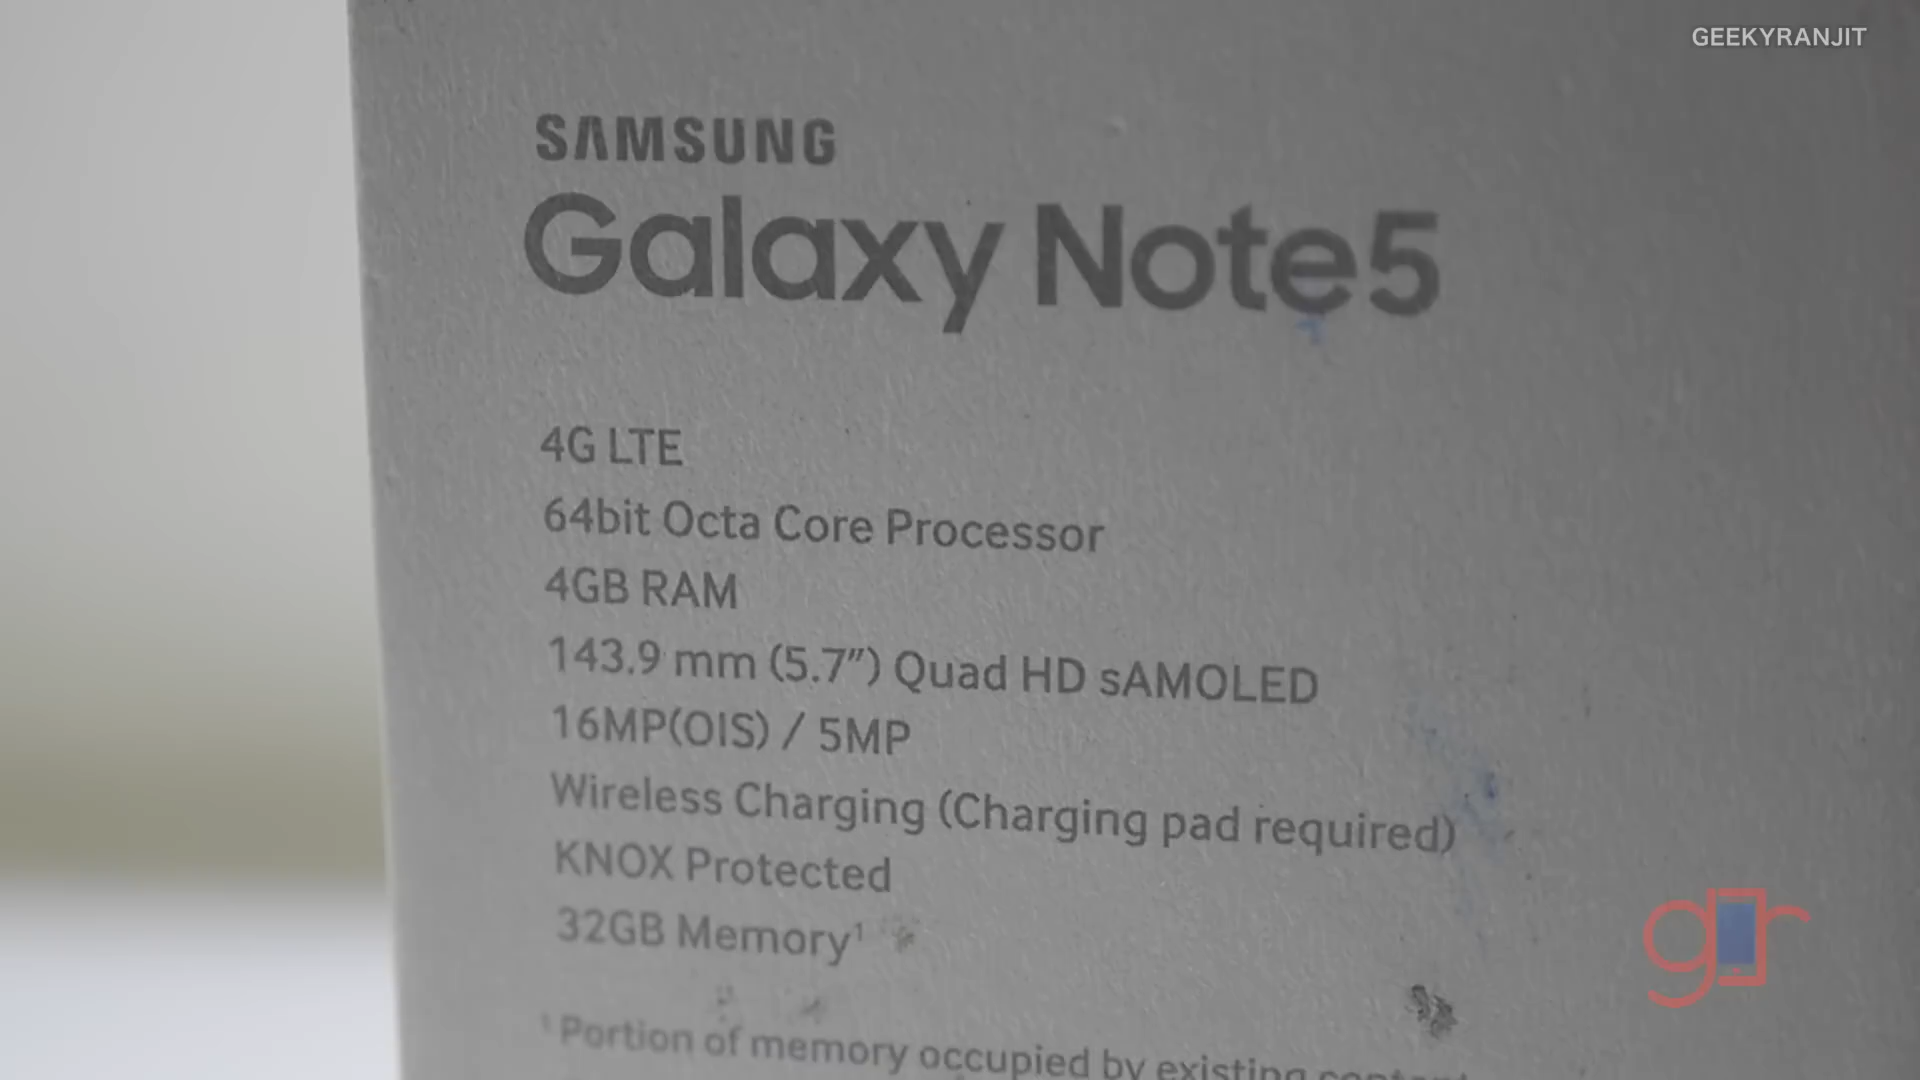 GEEKYRANJIT
SAMSUNG
Galaxy Note5
4G LTE
64bit Octa Core Processor
4GB RAM
143.9 mm (5.7″) Quad HD sAMOLED
16MP(OIS) / 5MP
Wireless Charging (Charging pad required)
KNOX Protected
32GB Memory¹
¹ Portion of memory occupied by existing
gr